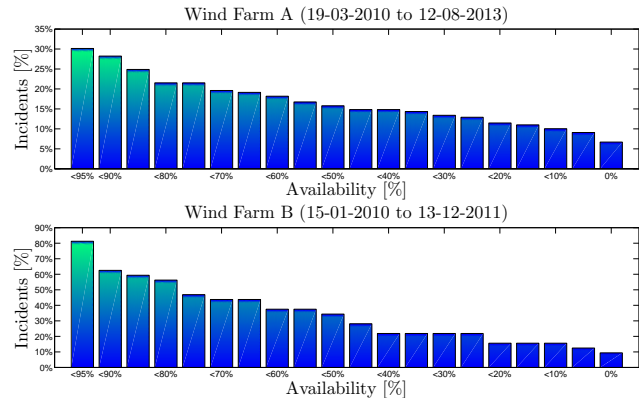 Wind Farm A (19-03-2010 to 12-08-2013)
Incidents [%]
35%
30%
25%
20%
15%
10%
5%
0%
<95% <90% <80% <70% <60% <50% <40% <30% <20% <10% 0%
Availability [%]
Wind Farm B (15-01-2010 to 13-12-2011)
Incidents [%]
90%
80%
70%
60%
50%
40%
30%
20%
10%
0%
<95% <90% <80% <70% <60% <50% <40% <30% <20% <10% 0%
Availability [%]